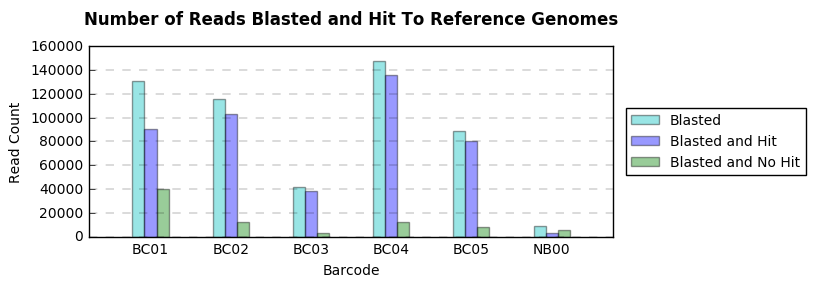 Number of Reads Blasted and Hit To Reference Genomes
160000
140000
120000
100000
80000
60000
40000
20000
0
Read Count
BC01 BC02 BC03 BC04 BC05 NB00
Barcode
Blasted
Blasted and Hit
Blasted and No Hit